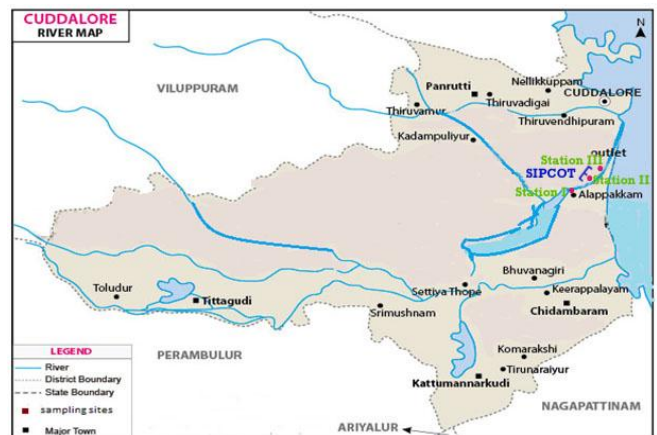 CUDDALORE
RIVER MAP
N
VILUPPURAM
Panrutti
Nellikkuppam
Thiruvadigai
CUDDALORE
Thiruvamur
Thiruvendhipuram
Kadampuliyur
outlet
Station III
SIPCOT
Station II
Station I
Alappakkam
Bhuvanagiri
Toludur
Tittagudi
Settiya Thope
Keerappalayam
Srimushnam
Chidambaram
LEGEND
River
District Boundary
State Boundary
sampling sites
Major Town
PERAMBULUR
Komarakshi
Tirunaraiyur
Kattumannarkudi
NAGAPATTINAM
ARIYALUR